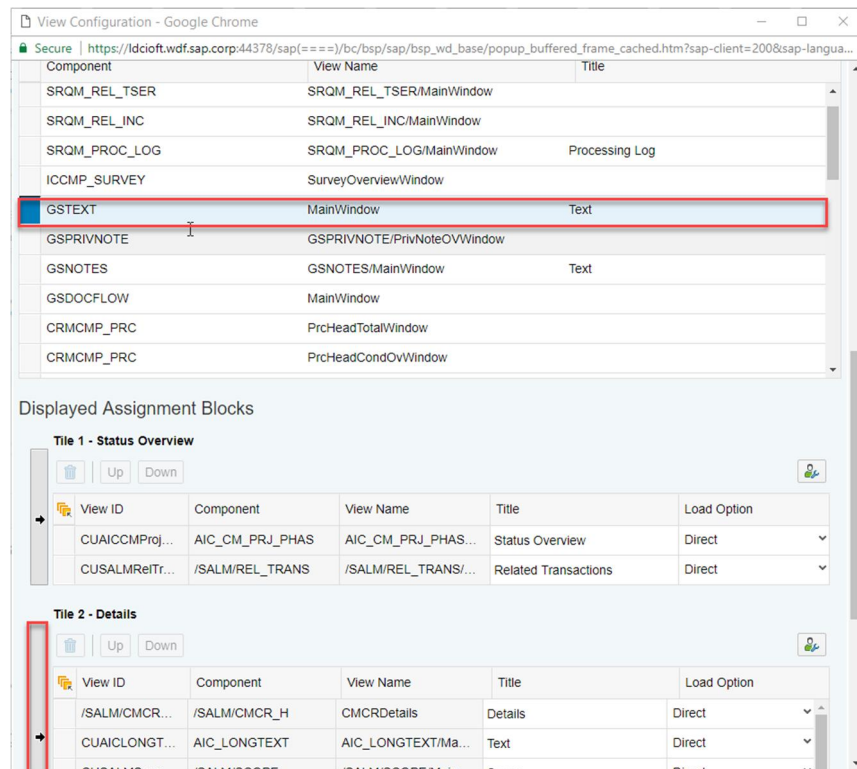 View Configuration - Google Chrome
Secure | https://ldcioft.wdf.sap.corp:44378/sap(====)/bc/bsp/sap/bsp_wd_base/popup_buffered_frame_cached.htm?sap-client=200&sap-langua...
Component View Name Title
SRQM_REL_TSER SRQM_REL_TSER/MainWindow
SRQM_REL_INC SRQM_REL_INC/MainWindow
SRQM_PROC_LOG SRQM_PROC_LOG/MainWindow Processing Log
ICCMP_SURVEY SurveyOverviewWindow
GSTEXT MainWindow Text
GSPRIVNOTE GSPRIVNOTE/PrivNoteOVWindow
GSNOTES GSNOTES/MainWindow Text
GSDOCFLOW MainWindow
CRMCMP_PRC PrcHeadTotalWindow
CRMCMP_PRC PrcHeadCondOvWindow
Displayed Assignment Blocks
Tile 1 - Status Overview
Up Down
View ID Component View Name Title Load Option
CUAICCMProj... AIC_CM_PRJ_PHAS AIC_CM_PRJ_PHAS... Status Overview Direct
CUSALMRelTr... /SALM/REL_TRANS /SALM/REL_TRANS/... Related Transactions Direct
Tile 2 - Details
Up Down
View ID Component View Name Title Load Option
/SALM/CMCR... /SALM/CMCR_H CMCRDetails Details Direct
CUAICLONGT... AIC_LONGTEXT AIC_LONGTEXT/Ma... Text Direct